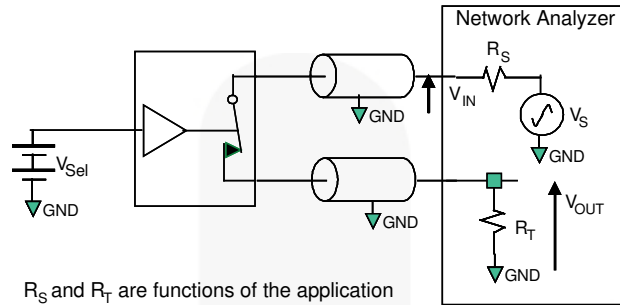 Network Analyzer
R_S
V_IN
GND
V_S
GND
V_Sel
GND
GND
V_OUT
R_T
GND
R_S and R_T are functions of the application